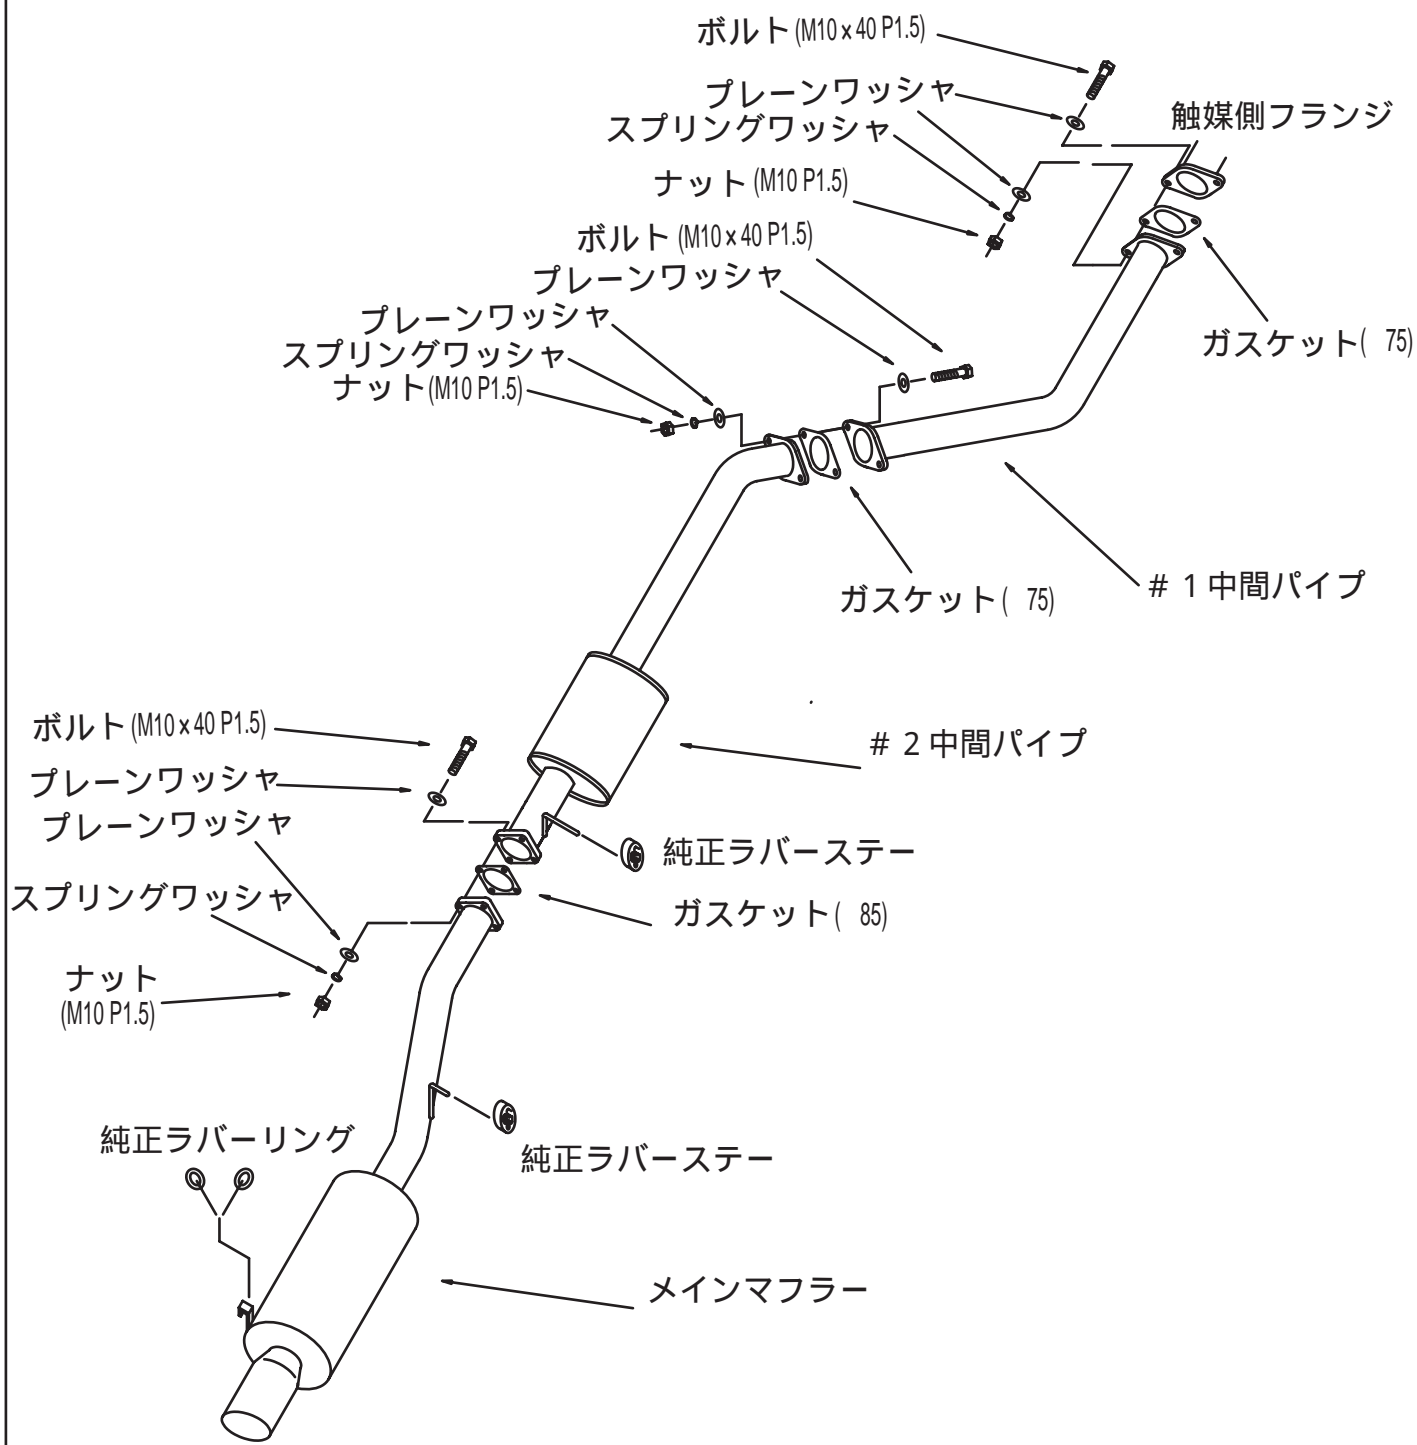 ボルト(M10×40 P1.5)
プレーンワッシャ
スプリングワッシャ
触媒側フランジ
ナット(M10 P1.5)
ボルト(M10×40 P1.5)
プレーンワッシャ
プレーンワッシャ
スプリングワッシャ
ナット(M10 P1.5)
ガスケット( 75)
#1中間パイプ
ガスケット( 75)
ボルト(M10×40 P1.5)
#2中間パイプ
プレーンワッシャ
プレーンワッシャ
純正ラバーステー
スプリングワッシャ
ガスケット( 85)
ナット
(M10 P1.5)
純正ラバーリング
純正ラバーステー
メインマフラー